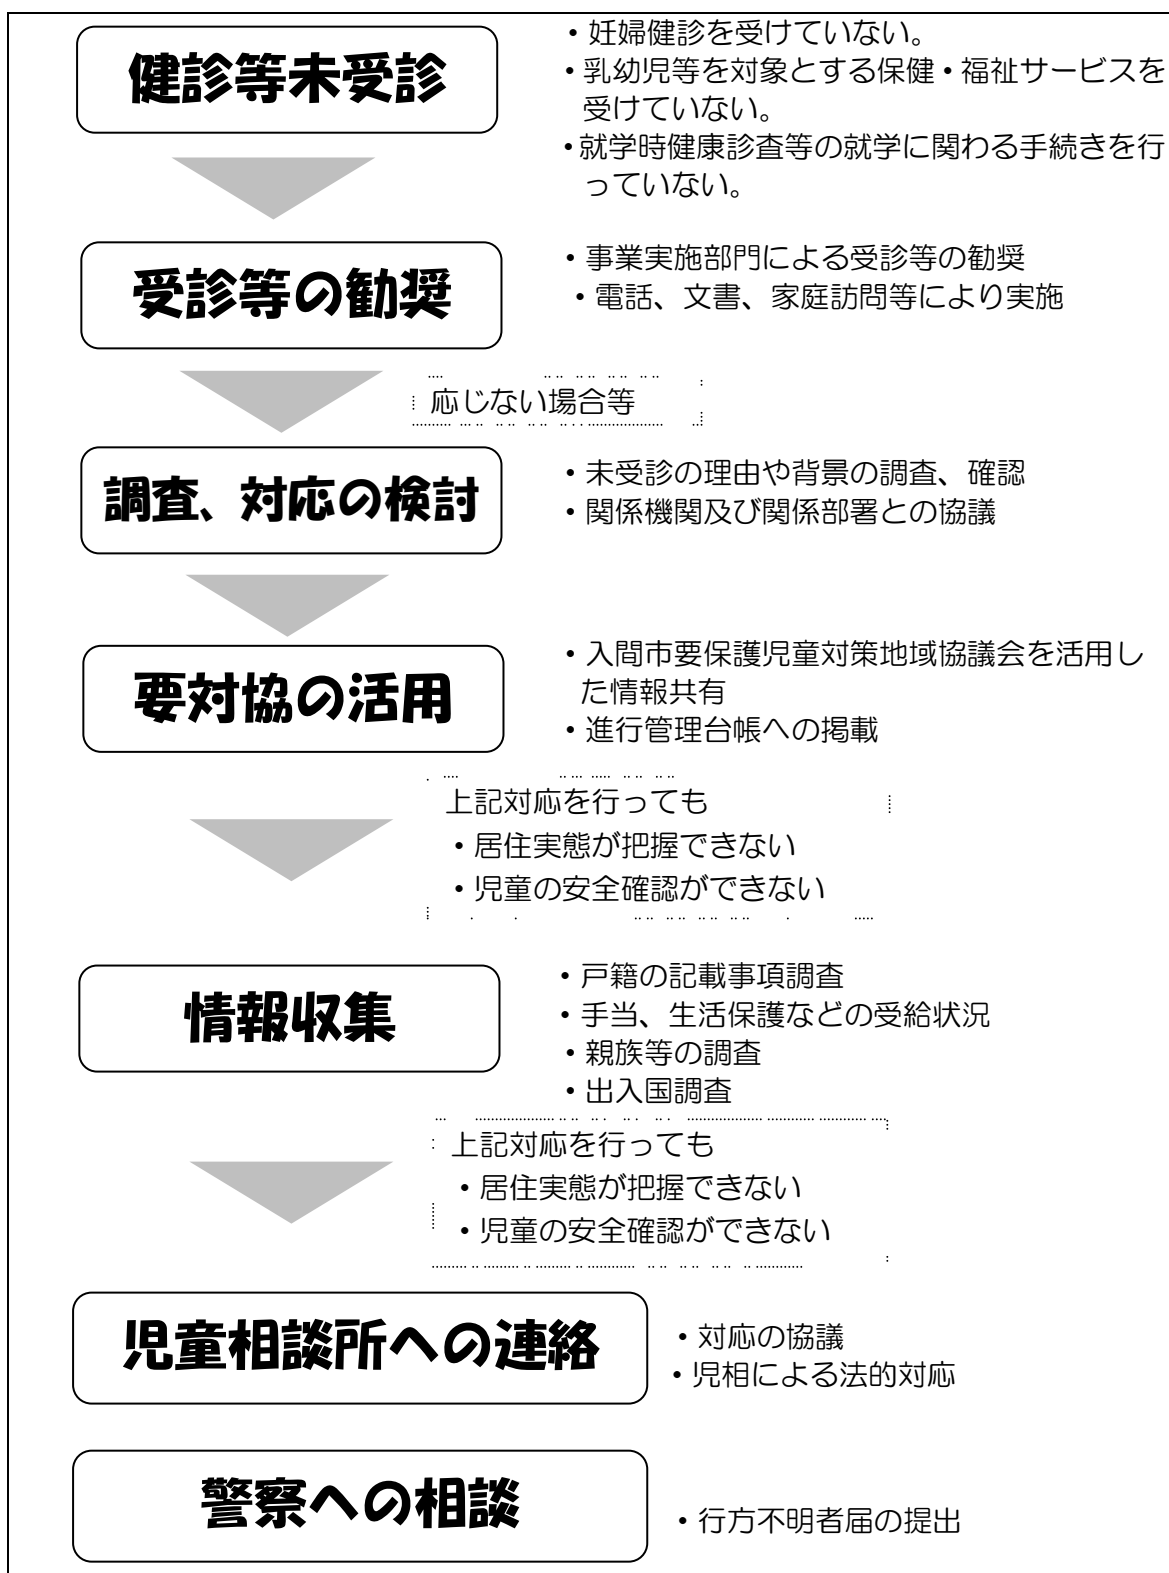 健診等未受診
・妊婦健診を受けていない。
・乳幼児等を対象とする保健・福祉サービスを
受けていない。
・就学時健康診査等の就学に関わる手続きを行
っていない。
受診等の勧奨
・事業実施部門による受診等の勧奨
・電話、文書、家庭訪問等により実施
応じない場合等
調査、対応の検討
・未受診の理由や背景の調査、確認
・関係機関及び関係部署との協議
要対協の活用
・入間市要保護児童対策地域協議会を活用し
た情報共有
・進行管理台帳への掲載
上記対応を行っても
・居住実態が把握できない
・児童の安全確認ができない
情報収集
・戸籍の記載事項調査
・手当、生活保護などの受給状況
・親族等の調査
・出入国調査
上記対応を行っても
・居住実態が把握できない
・児童の安全確認ができない
児童相談所への連絡
・対応の協議
・児相による法的対応
警察への相談
・行方不明者届の提出